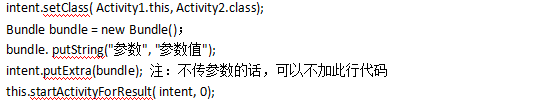 intent.setClass( Activity1.this, Activity2.class);
Bundle bundle = new Bundle();
bundle. putString("参数", "参数值");
intent.putExtra(bundle); 注：不传参数的话，可以不加此行代码
this.startActivityForResult( intent, 0);